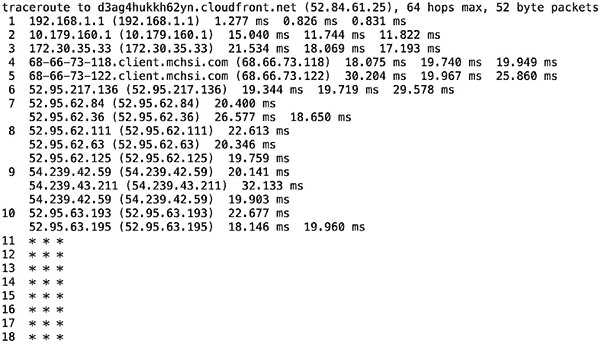 traceroute to d3ag4hukkh62yn.cloudfront.net (52.84.61.25), 64 hops max, 52 byte packets
1 192.168.1.1 (192.168.1.1) 1.277 ms 0.826 ms 0.831 ms
2 10.179.160.1 (10.179.160.1) 15.040 ms 11.744 ms 11.822 ms
3 172.30.35.33 (172.30.35.33) 21.534 ms 18.069 ms 17.193 ms
4 68-66-73-118.client.mchsi.com (68.66.73.118) 18.075 ms 19.740 ms 19.949 ms
5 68-66-73-122.client.mchsi.com (68.66.73.122) 30.204 ms 19.967 ms 25.860 ms
6 52.95.217.136 (52.95.217.136) 19.344 ms 19.719 ms 29.578 ms
7 52.95.62.84 (52.95.62.84) 20.400 ms
52.95.62.36 (52.95.62.36) 26.577 ms 18.650 ms
8 52.95.62.111 (52.95.62.111) 22.613 ms
52.95.62.63 (52.95.62.63) 20.346 ms
52.95.62.125 (52.95.62.125) 19.759 ms
9 54.239.42.59 (54.239.42.59) 20.141 ms
54.239.43.211 (54.239.43.211) 32.133 ms
54.239.42.59 (54.239.42.59) 19.903 ms
10 52.95.63.193 (52.95.63.193) 22.677 ms
52.95.63.195 (52.95.63.195) 18.146 ms 19.960 ms
11 * * *
12 * * *
13 * * *
14 * * *
15 * * *
16 * * *
17 * * *
18 * * *